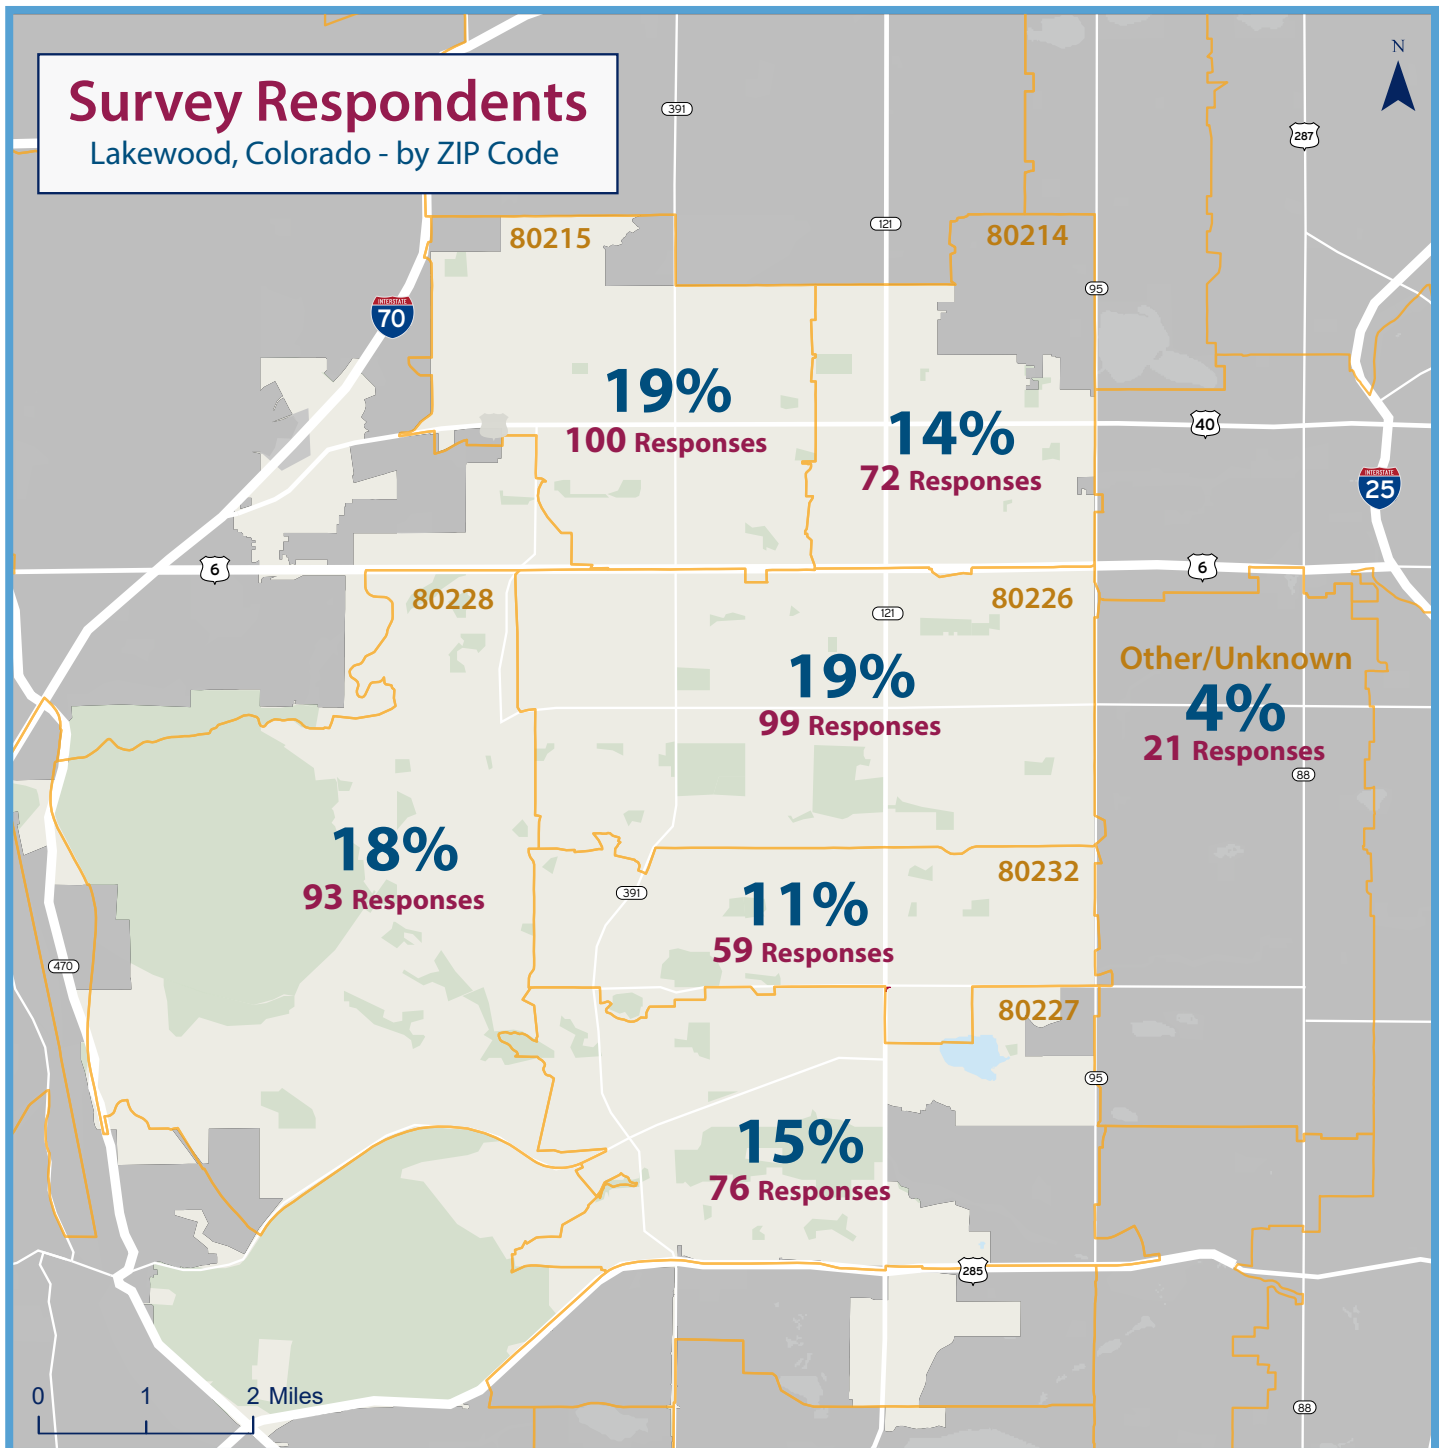 Survey Respondents
Lakewood, Colorado - by ZIP Code
N
391
287
121
80215
80214
95
INTERSTATE
70
19%
100 Responses
14%
72 Responses
40
INTERSTATE
25
6
6
80228
80226
121
Other/Unknown
4%
21 Responses
88
19%
99 Responses
18%
93 Responses
80232
391
11%
59 Responses
470
80227
95
15%
76 Responses
285
0 1 2 Miles
88